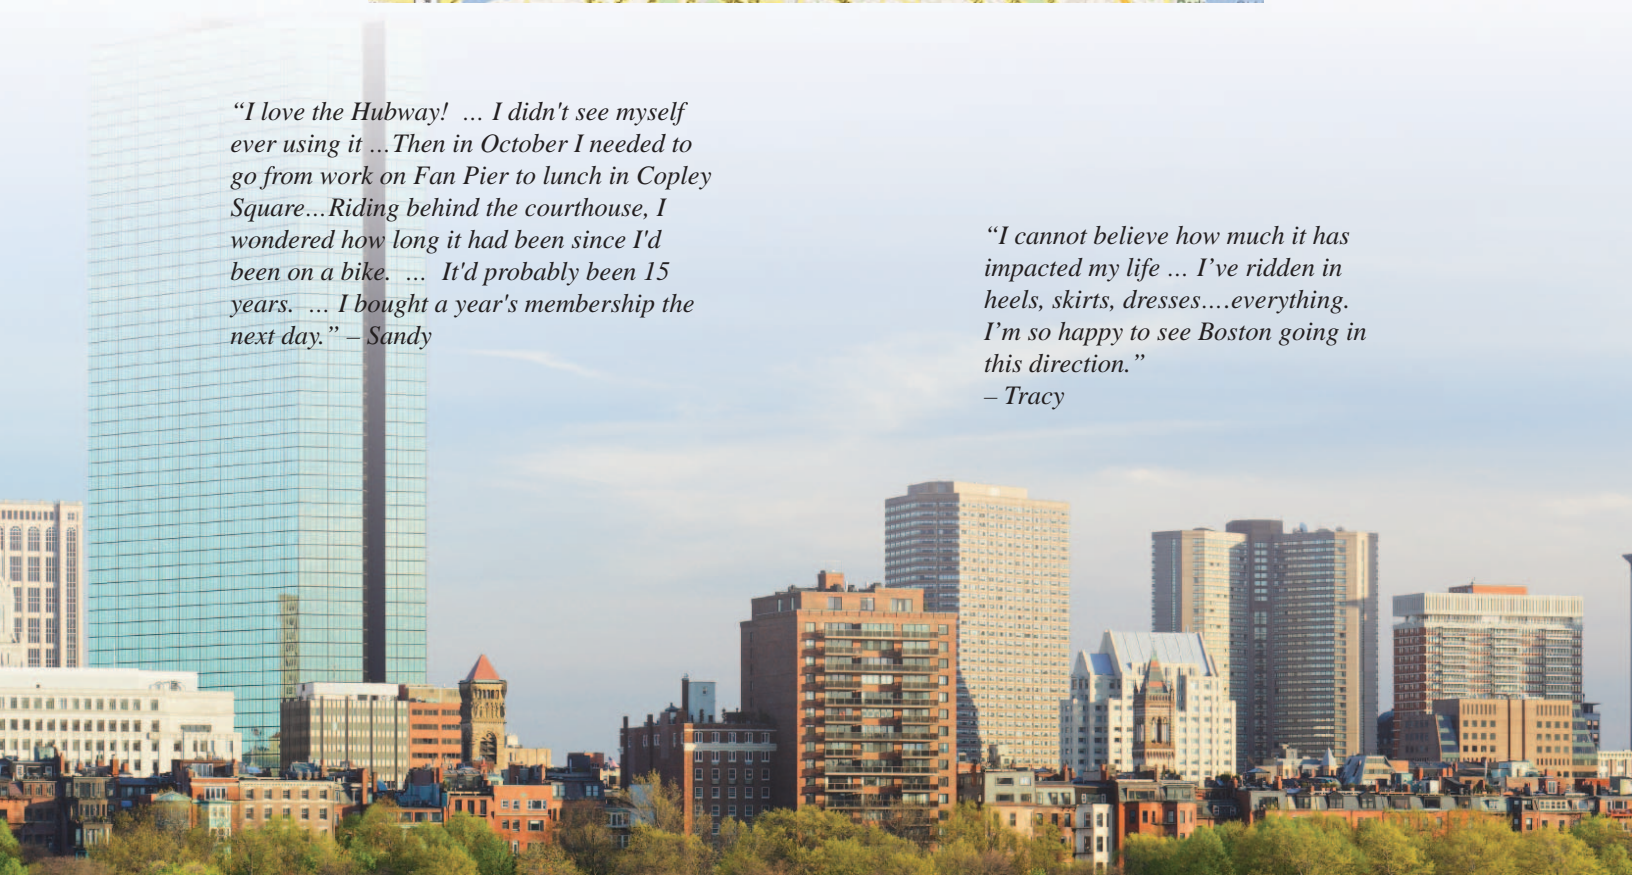 “I love the Hubway!  … I didn't see myself
ever using it …Then in October I needed to
go from work on Fan Pier to lunch in Copley
Square…Riding behind the courthouse, I
wondered how long it had been since I'd
been on a bike.  …  It'd probably been 15
years.  … I bought a year's membership the
next day.” – Sandy
“I cannot believe how much it has
impacted my life … I’ve ridden in
heels, skirts, dresses….everything.
I’m so happy to see Boston going in
this direction.”
– Tracy